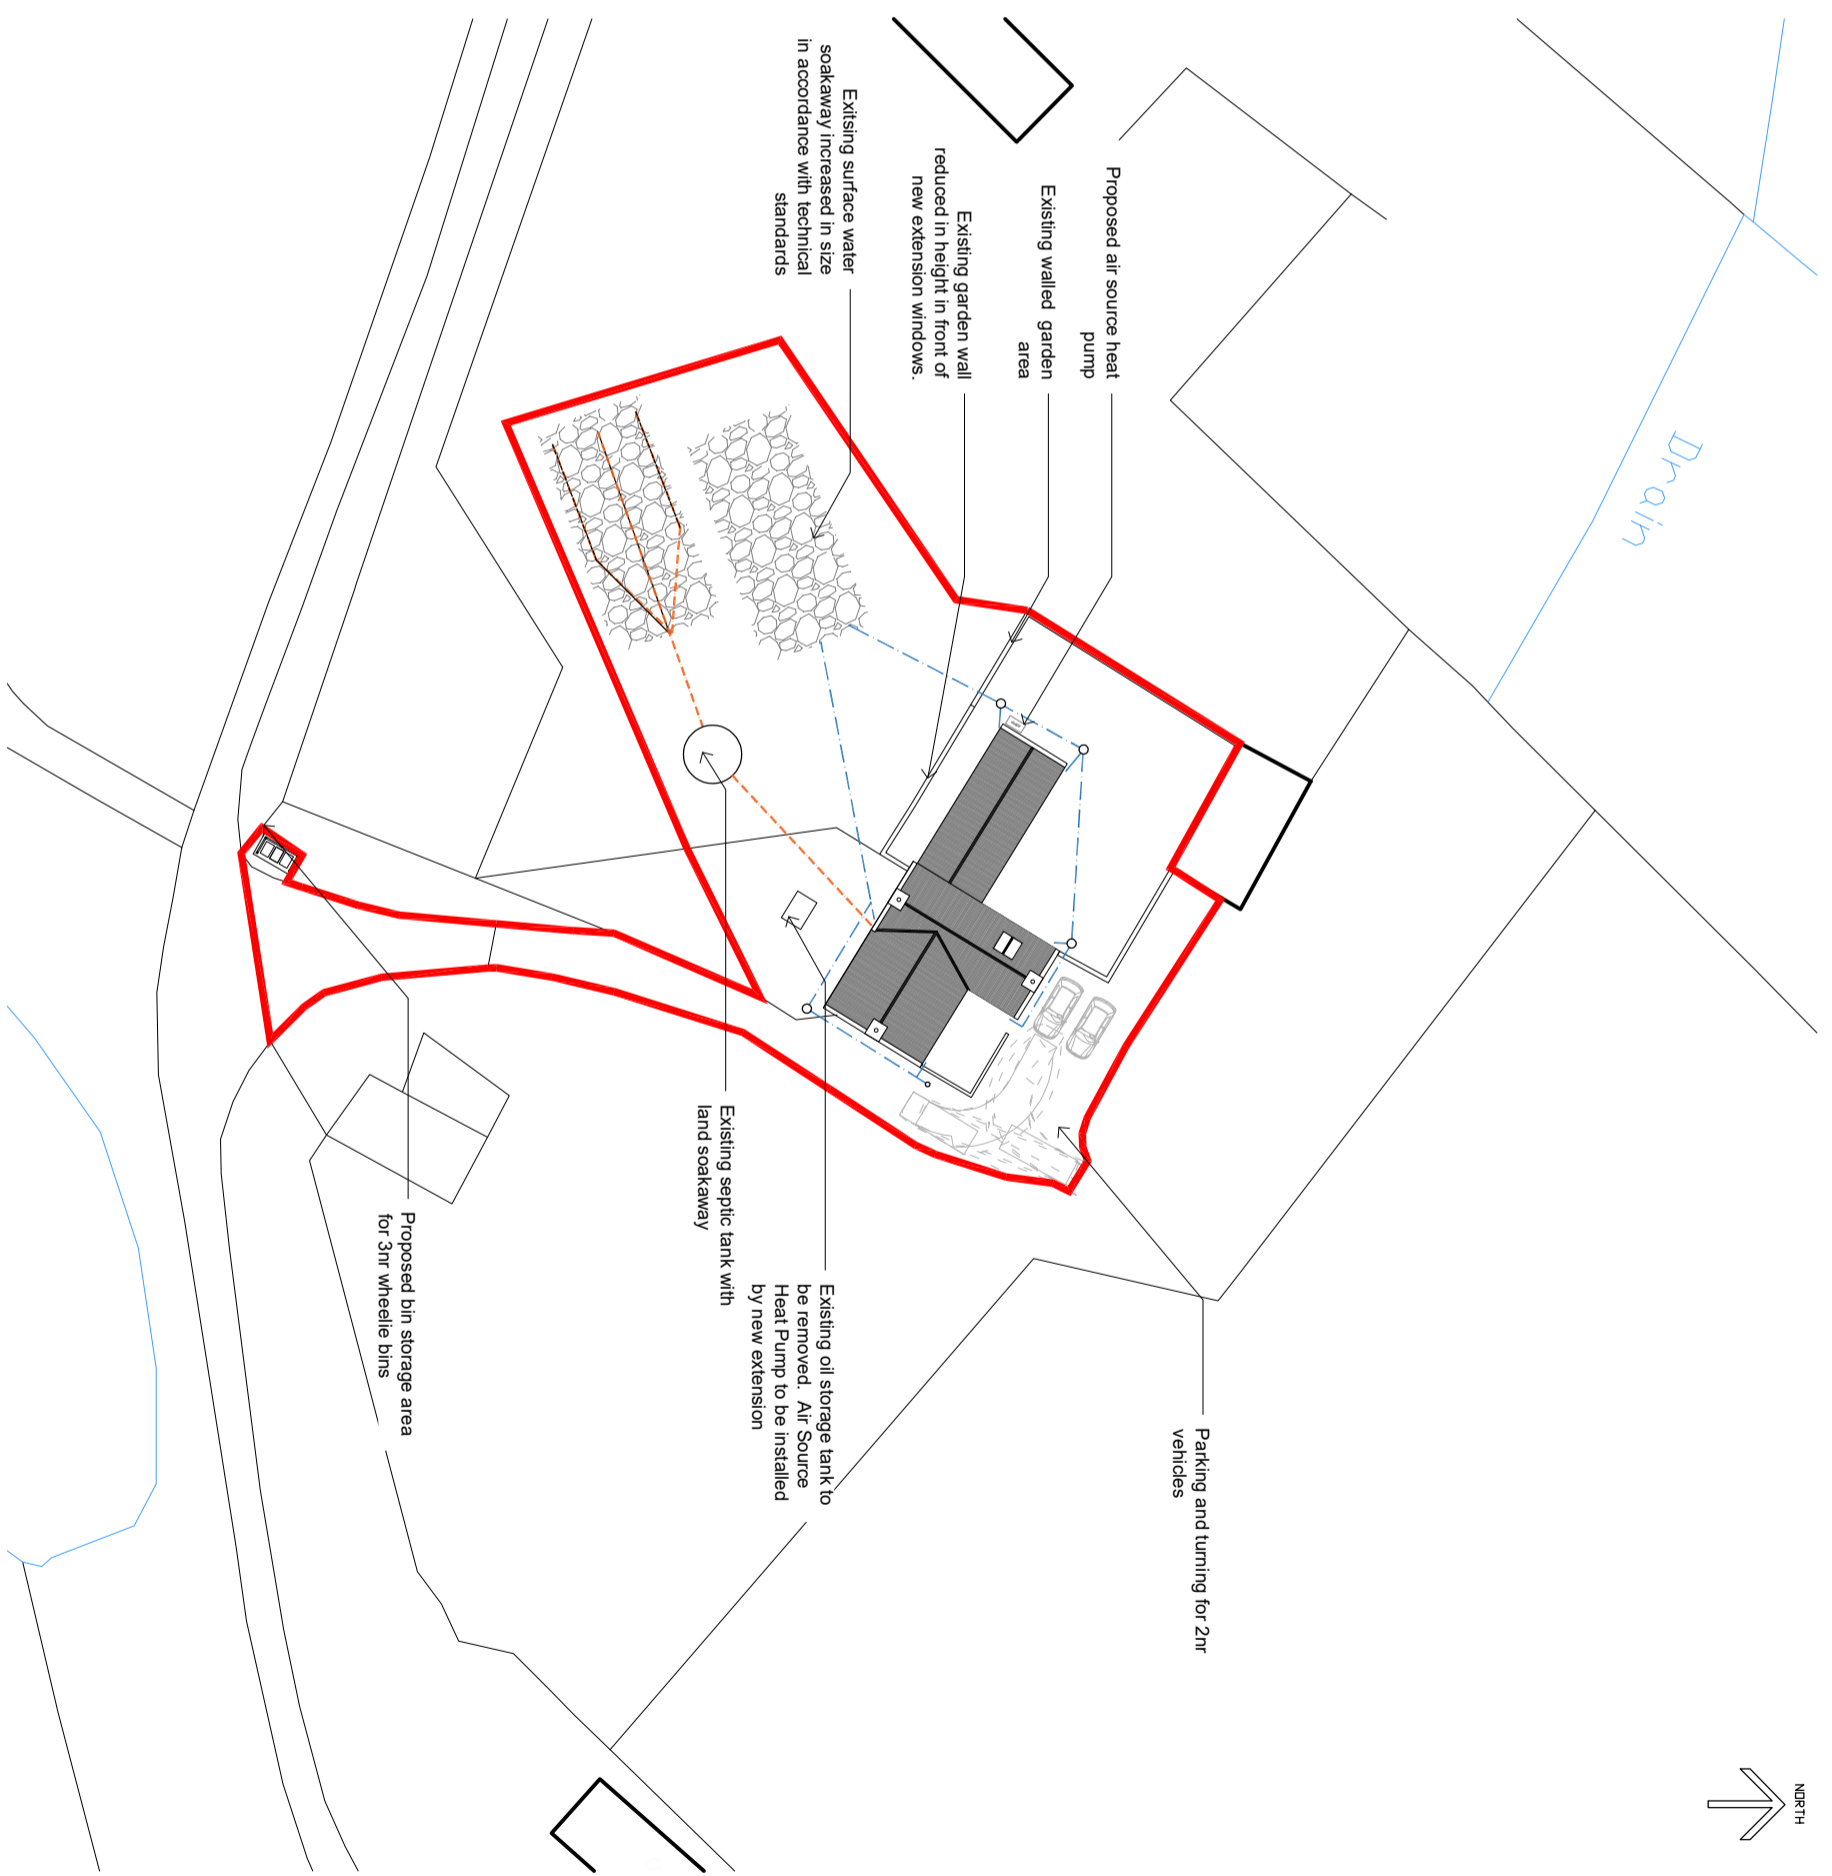 Proposed air source heat
pump
Existing walled garden
area
Existing garden wall
reduced in height in front of
new extension windows.
Exitsing surface water
soakaway increased in size
in accordance with technical
standards
Drain
Parking and turning for 2nr
vehicles
Existing oil storage tank to
be removed. Air Source
Heat Pump to be installed
by new extension
Existing septic tank with
land soakaway
Proposed bin storage area
for 3nr wheelie bins
NORTH